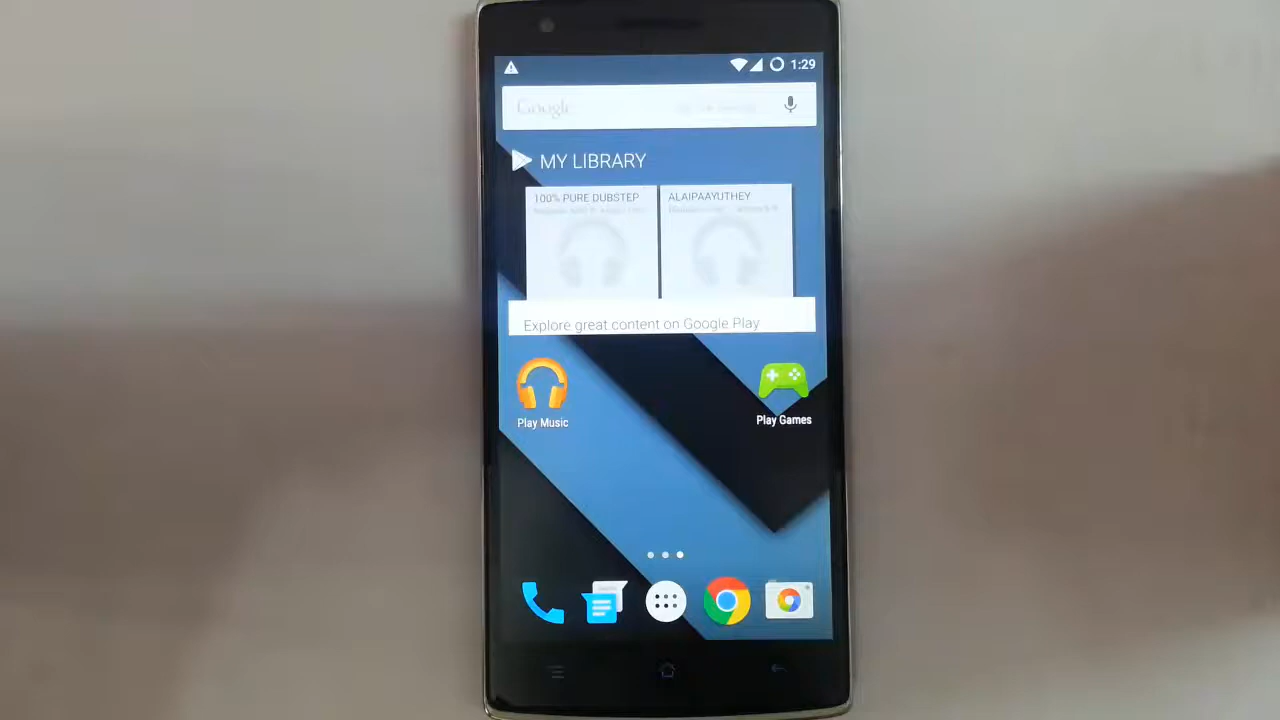 1:29
Google
MY LIBRARY
100% PURE DUBSTEP
ALAIPAAYUTHEY
Explore great content on Google Play
Play Music
Play Games